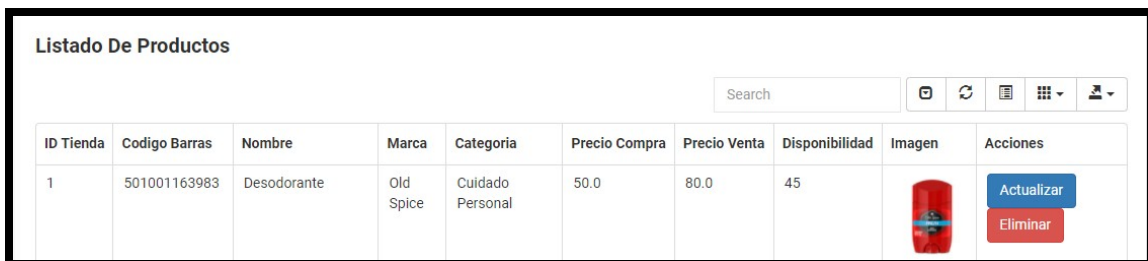 Listado De Productos
Search
ID Tienda Codigo Barras Nombre Marca Categoria Precio Compra Precio Venta Disponibilidad Imagen Acciones
1 501001163983 Desodorante Old Cuidado 50.0 80.0 45 Actualizar
Spice Personal
Eliminar